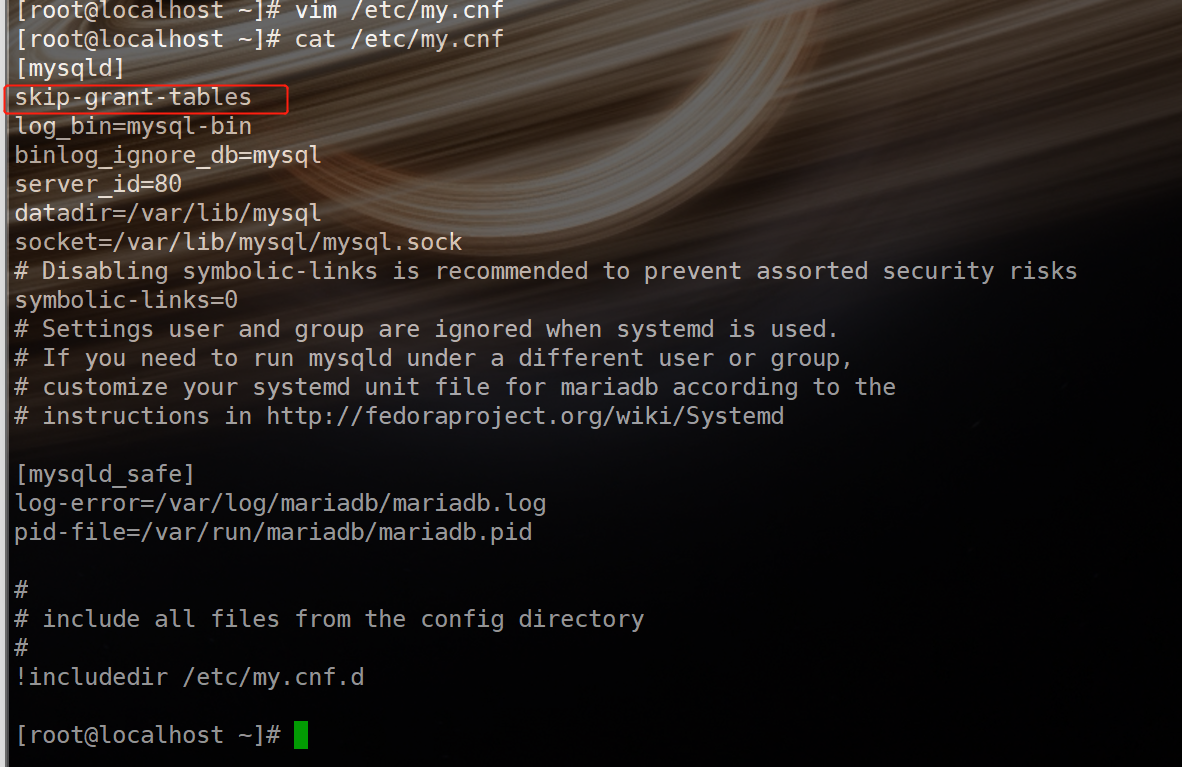 [root@localhost ~]# vim /etc/my.cnf
[root@localhost ~]# cat /etc/my.cnf
[mysqld]
skip-grant-tables
log_bin=mysql-bin
binlog_ignore_db=mysql
server_id=80
datadir=/var/lib/mysql
socket=/var/lib/mysql/mysql.sock
# Disabling symbolic-links is recommended to prevent assorted security risks
symbolic-links=0
# Settings user and group are ignored when systemd is used.
# If you need to run mysqld under a different user or group,
# customize your systemd unit file for mariadb according to the
# instructions in http://fedoraproject.org/wiki/Systemd
[mysqld_safe]
log-error=/var/log/mariadb/mariadb.log
pid-file=/var/run/mariadb/mariadb.pid
#
# include all files from the config directory
#
!includedir /etc/my.cnf.d
[root@localhost ~]#